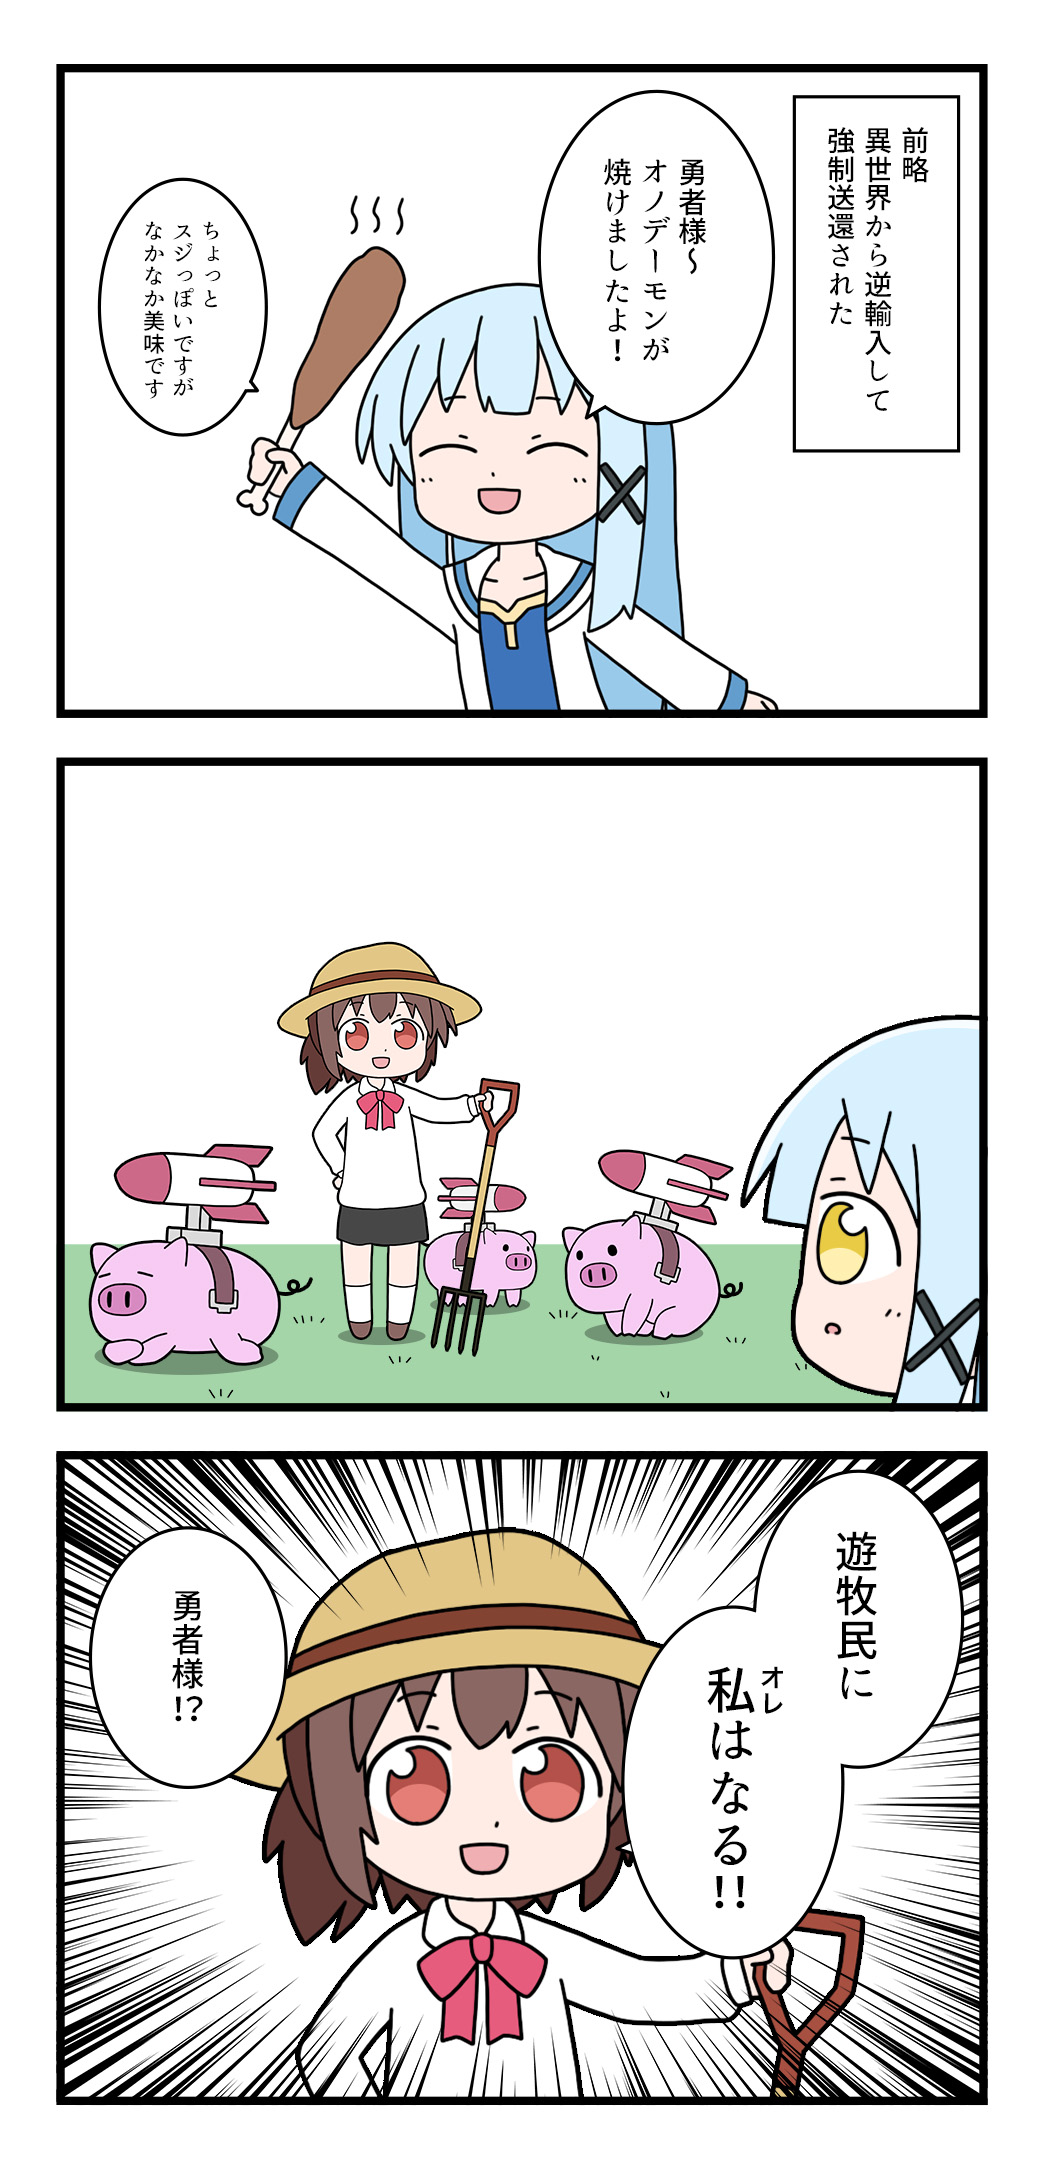 前略
異世界から逆輸入して
強制送還された
勇者様～
オノデーモンが
焼けましたよ！
ちょっと
スジっぽいですが
なかなか美味です
遊牧民に
私はなる!!
オレ
勇者様!?